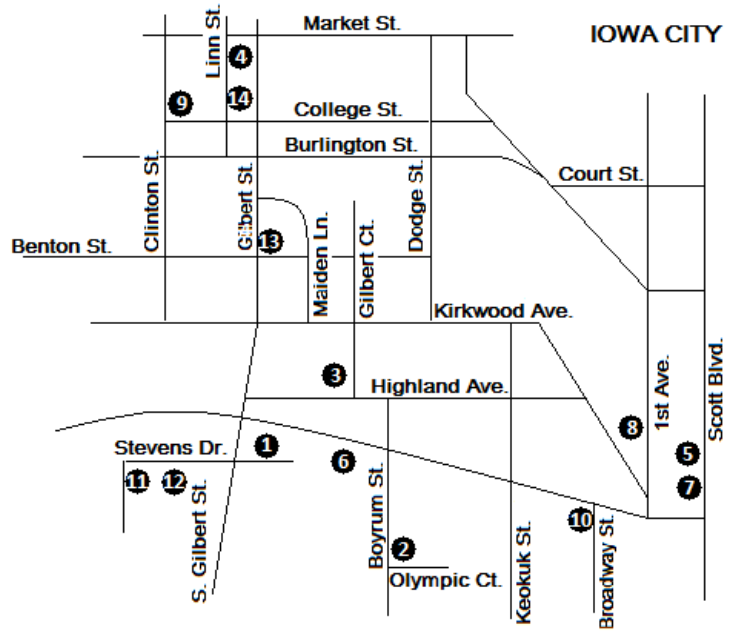 Market St.
IOWA CITY
Linn St.
4
9
14
College St.
Burlington St.
Court St.
Clinton St.
Gilbert St.
Dodge St.
13
Maiden Ln.
Gilbert Ct.
Benton St.
Kirkwood Ave.
3
Highland Ave.
1st Ave.
Scott Blvd.
8
Stevens Dr.
1
6
5
11
12
7
S. Gilbert St.
Boyrum St.
10
2
Olympic Ct.
Keokuk St.
Broadway St.